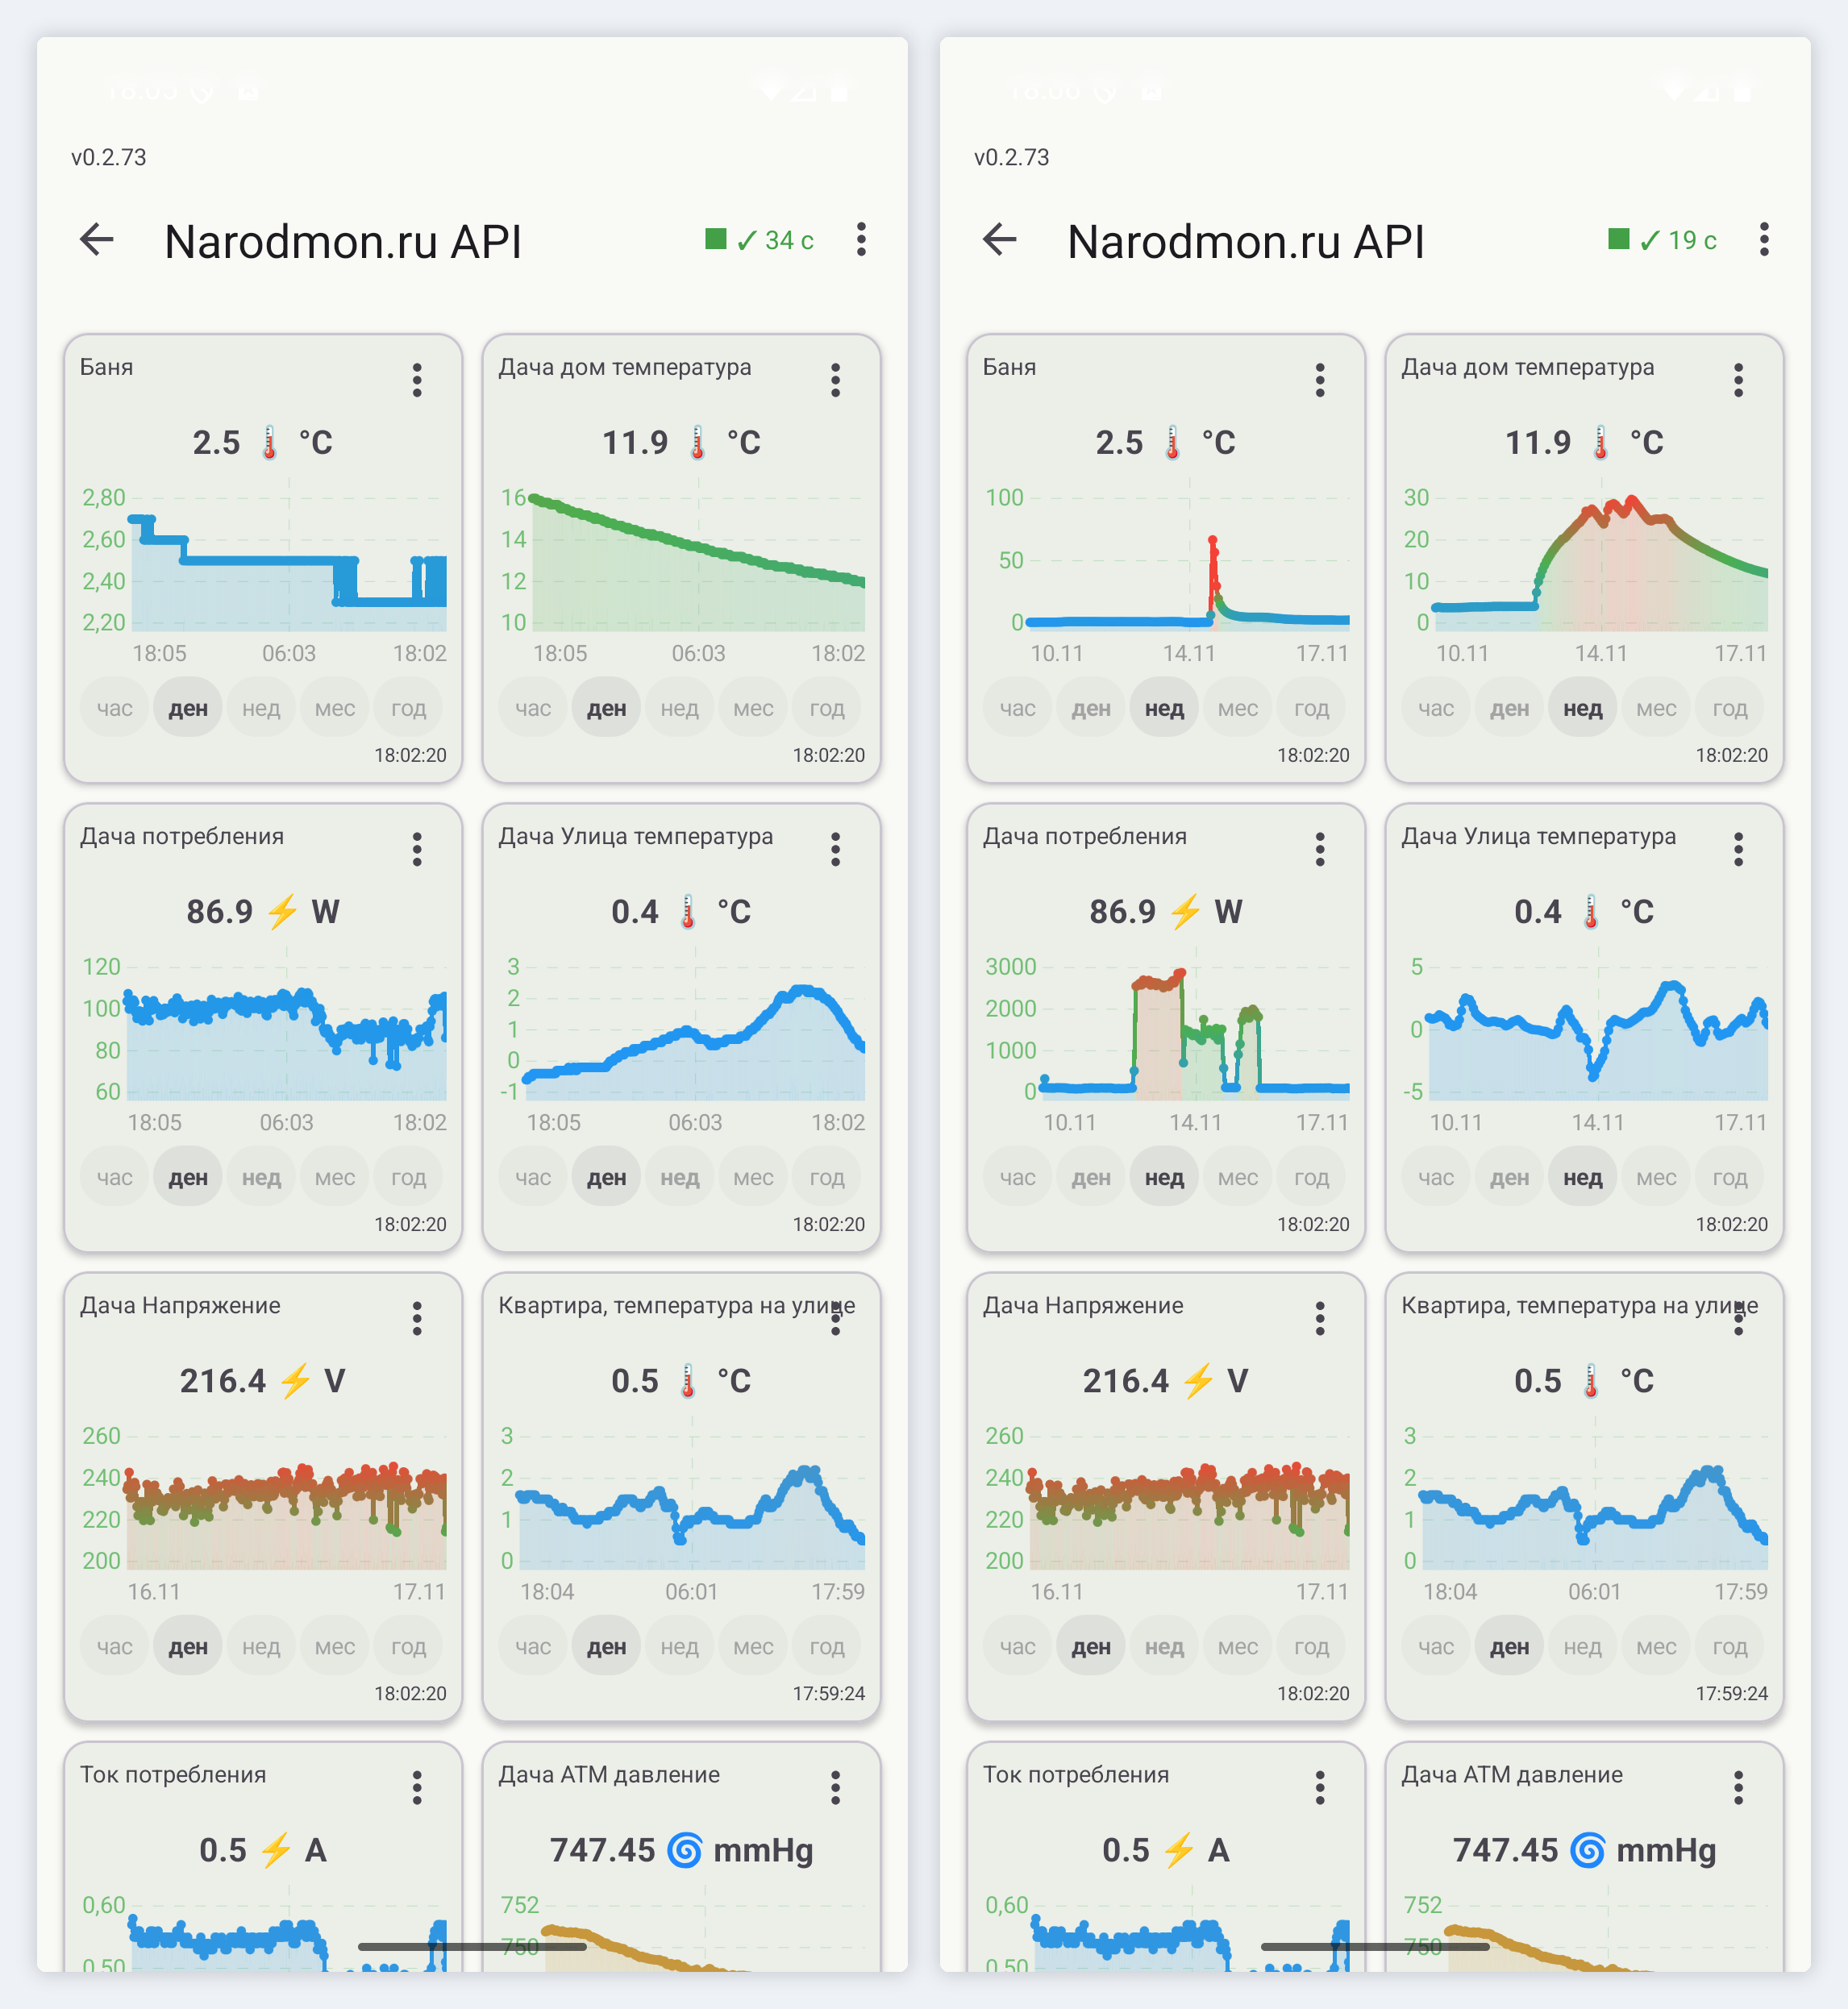 18:05
v0.2.73
Narodmon.ru API ✓ 34 с
Баня
2.5 🌡 °C
2,80
2,60
2,40
2,20
18:05 06:03 18:02
час ден нед мес год
18:02:20
Дача дом температура
11.9 🌡 °C
16
14
12
10
18:05 06:03 18:02
час ден нед мес год
18:02:20
Дача потребления
86.9 ⚡ W
120
100
80
60
18:05 06:03 18:02
час ден нед мес год
18:02:20
Дача Улица температура
0.4 🌡 °C
3
2
1
0
-1
18:05 06:03 18:02
час ден нед мес год
18:02:20
Дача Напряжение
216.4 ⚡ V
260
240
220
200
16.11 17.11
час ден нед мес год
18:02:20
Квартира, температура на улице
0.5 🌡 °C
3
2
1
0
18:04 06:01 17:59
час ден нед мес год
17:59:24
Ток потребления
0.5 ⚡ A
0,60
0,50
Дача АТМ давление
747.45 🌀 mmHg
752
750
18:06
v0.2.73
Narodmon.ru API ✓ 19 с
Баня
2.5 🌡 °C
100
50
0
10.11 14.11 17.11
час ден нед мес год
18:02:20
Дача дом температура
11.9 🌡 °C
30
20
10
0
10.11 14.11 17.11
час ден нед мес год
18:02:20
Дача потребления
86.9 ⚡ W
3000
2000
1000
0
10.11 14.11 17.11
час ден нед мес год
18:02:20
Дача Улица температура
0.4 🌡 °C
5
0
-5
10.11 14.11 17.11
час ден нед мес год
18:02:20
Дача Напряжение
216.4 ⚡ V
260
240
220
200
16.11 17.11
час ден нед мес год
18:02:20
Квартира, температура на улице
0.5 🌡 °C
3
2
1
0
18:04 06:01 17:59
час ден нед мес год
17:59:24
Ток потребления
0.5 ⚡ A
0,60
0,50
Дача АТМ давление
747.45 🌀 mmHg
752
750